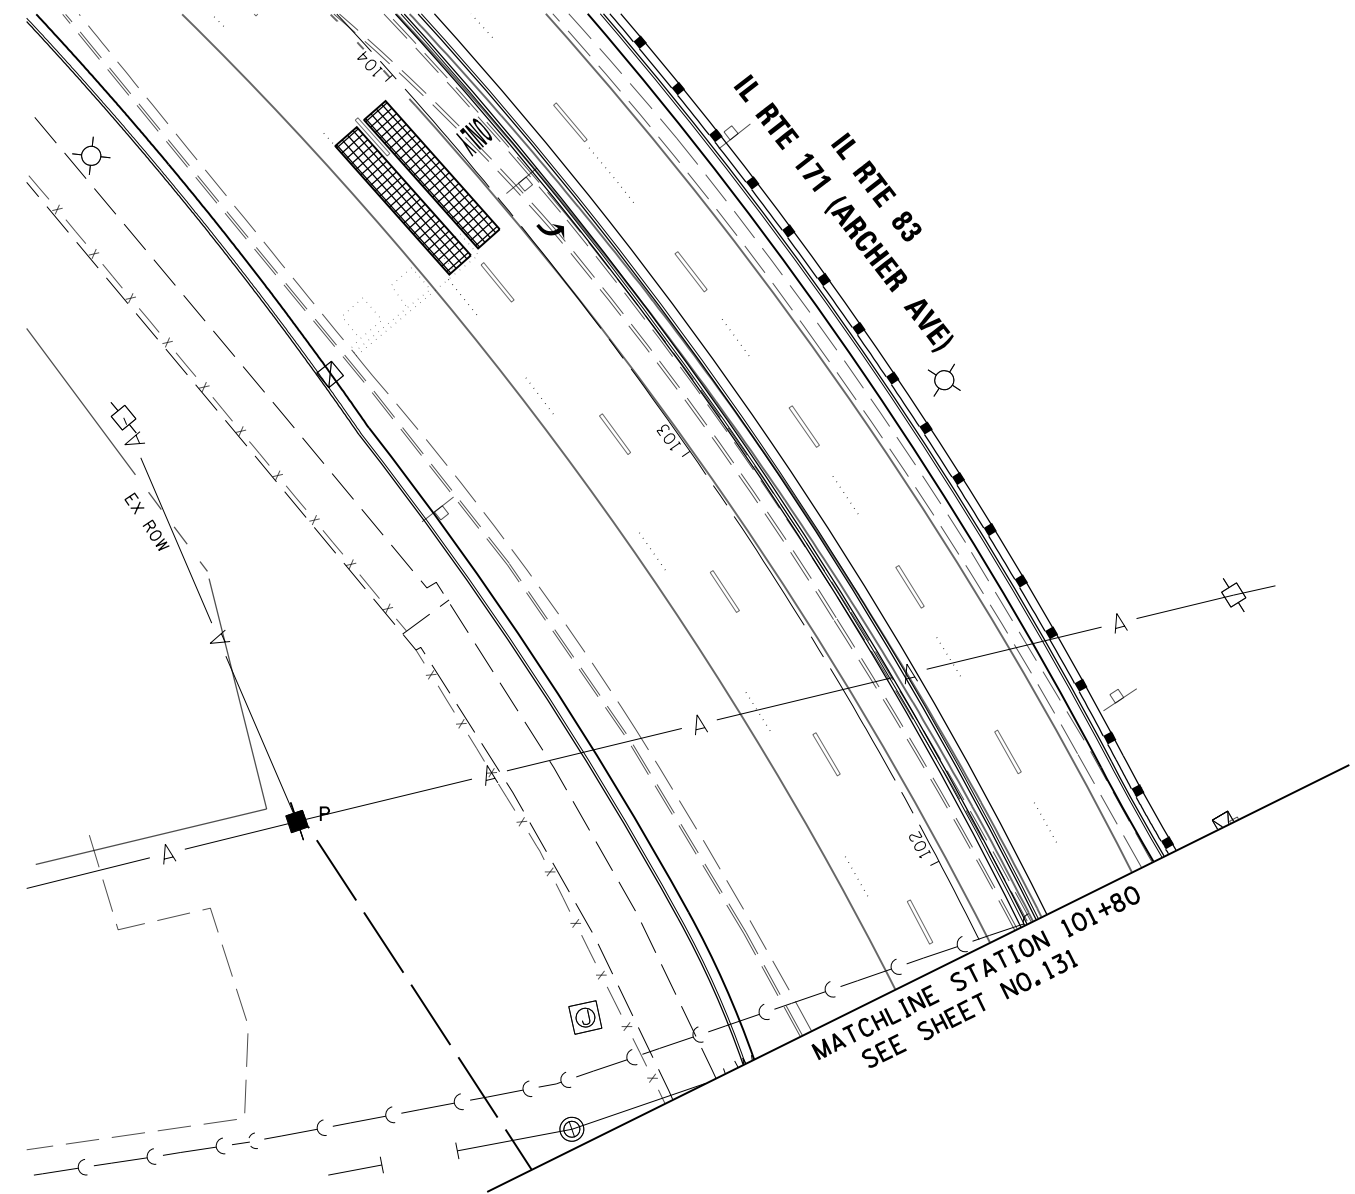 104
ONLY
IL RTE 83
IL RTE 171 (ARCHER AVE)
103
EX ROW
A
A
A
A
A
A
A
P
A
102
J
MATCHLINE STATION 101+80
SEE SHEET NO.131